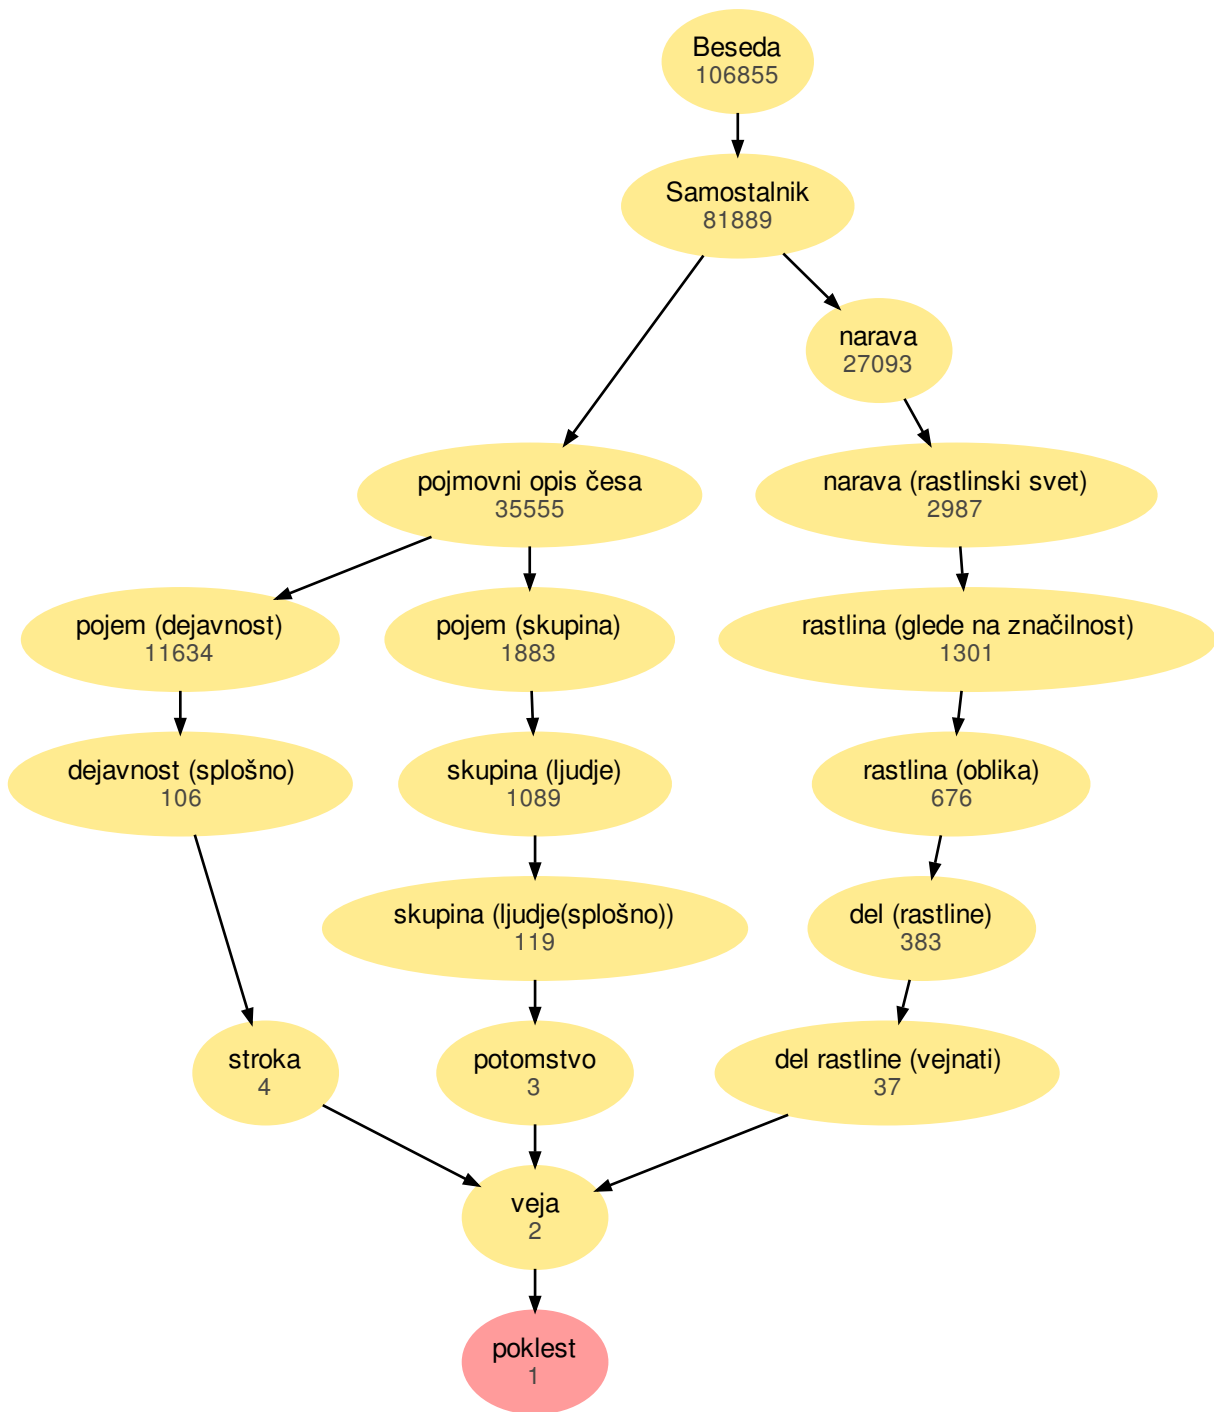 Beseda
106855
Samostalnik
81889
narava
27093
pojmovni opis česa
35555
narava (rastlinski svet)
2987
pojem (dejavnost)
11634
pojem (skupina)
1883
rastlina (glede na značilnost)
1301
dejavnost (splošno)
106
skupina (ljudje)
1089
rastlina (oblika)
676
skupina (ljudje(splošno))
119
del (rastline)
383
stroka
4
potomstvo
3
del rastline (vejnati)
37
veja
2
poklest
1